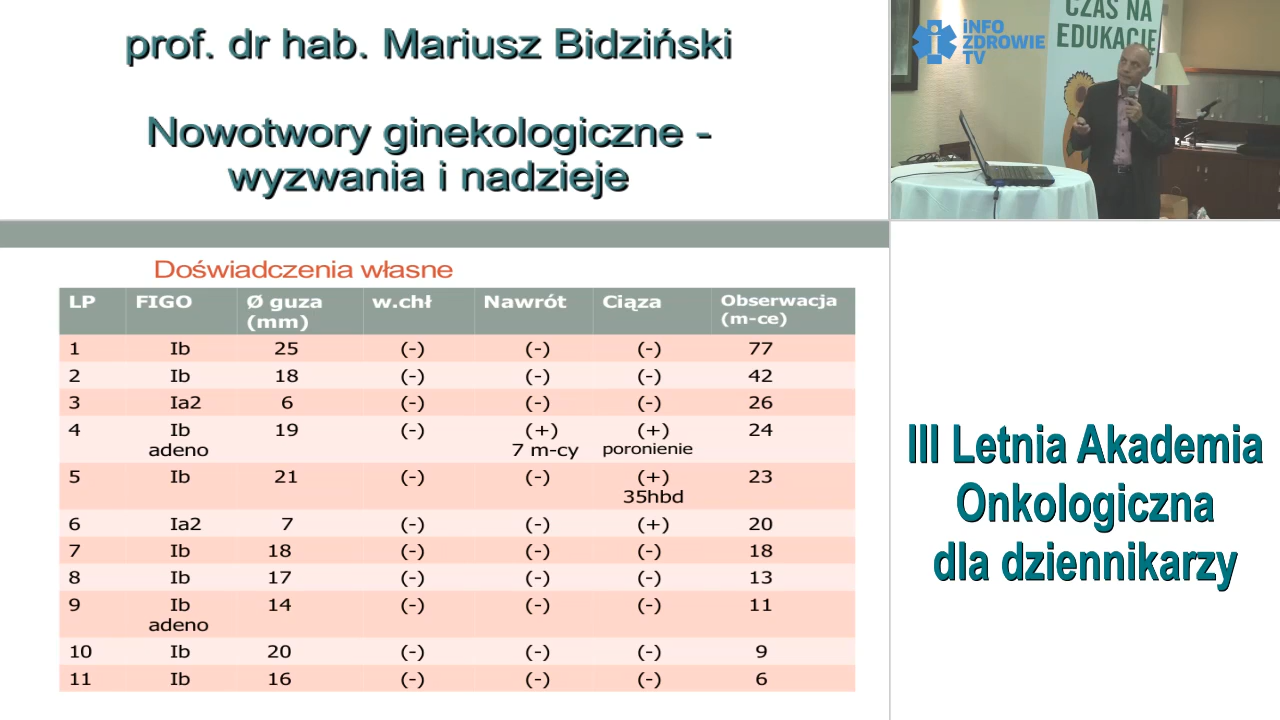 prof. dr hab. Mariusz Bidziński
Nowotwory ginekologiczne -
wyzwania i nadzieje
CZAS NA
EDUKACJĘ
iNFO
ZDROWIE
TV
Doświadczenia własne
LP FIGO Ø guza (mm) w.chł Nawrót Ciąza Obserwacja (m-ce)
1 Ib 25 (-) (-) (-) 77
2 Ib 18 (-) (-) (-) 42
3 Ia2 6 (-) (-) (-) 26
4 Ib adeno 19 (-) (+) 7 m-cy (+) poronienie 24
5 Ib 21 (-) (-) (+) 35hbd 23
6 Ia2 7 (-) (-) (+) 20
7 Ib 18 (-) (-) (-) 18
8 Ib 17 (-) (-) (-) 13
9 Ib adeno 14 (-) (-) (-) 11
10 Ib 20 (-) (-) (-) 9
11 Ib 16 (-) (-) (-) 6
III Letnia Akademia
Onkologiczna
dla dziennikarzy